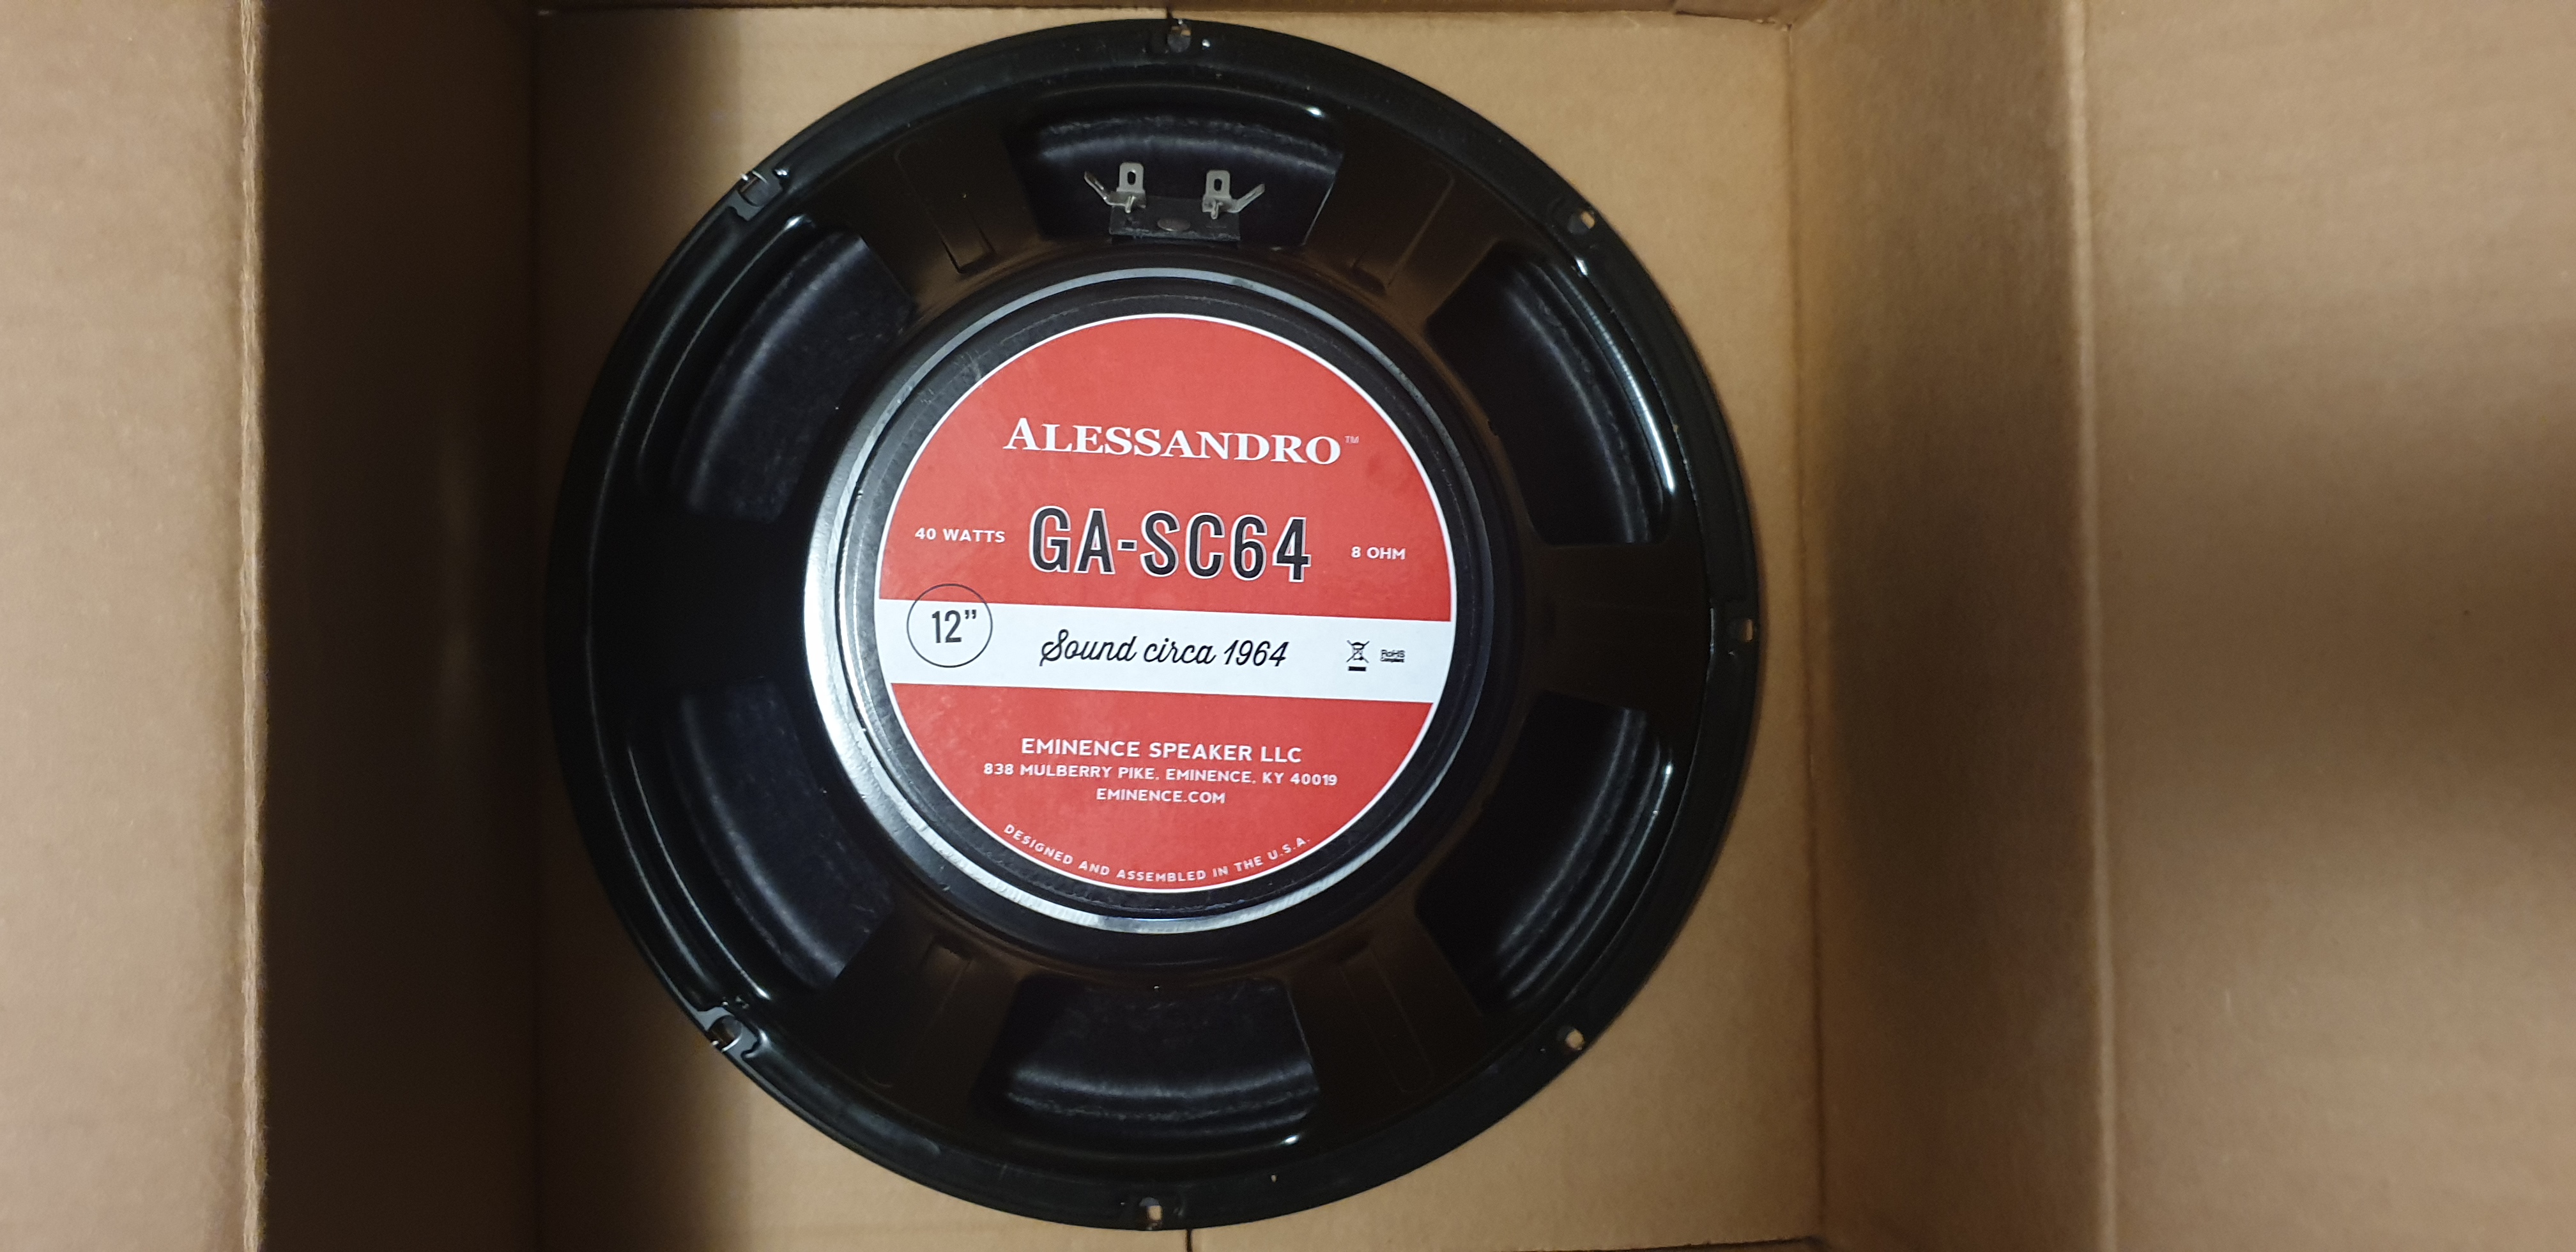 ALESSANDRO™
40 WATTS GA-SC64 8 OHM
12" Sound circa 1964 RoHS
EMINENCE SPEAKER LLC
838 MULBERRY PIKE, EMINENCE, KY 40019
EMINENCE.COM
DESIGNED AND ASSEMBLED IN THE U.S.A.